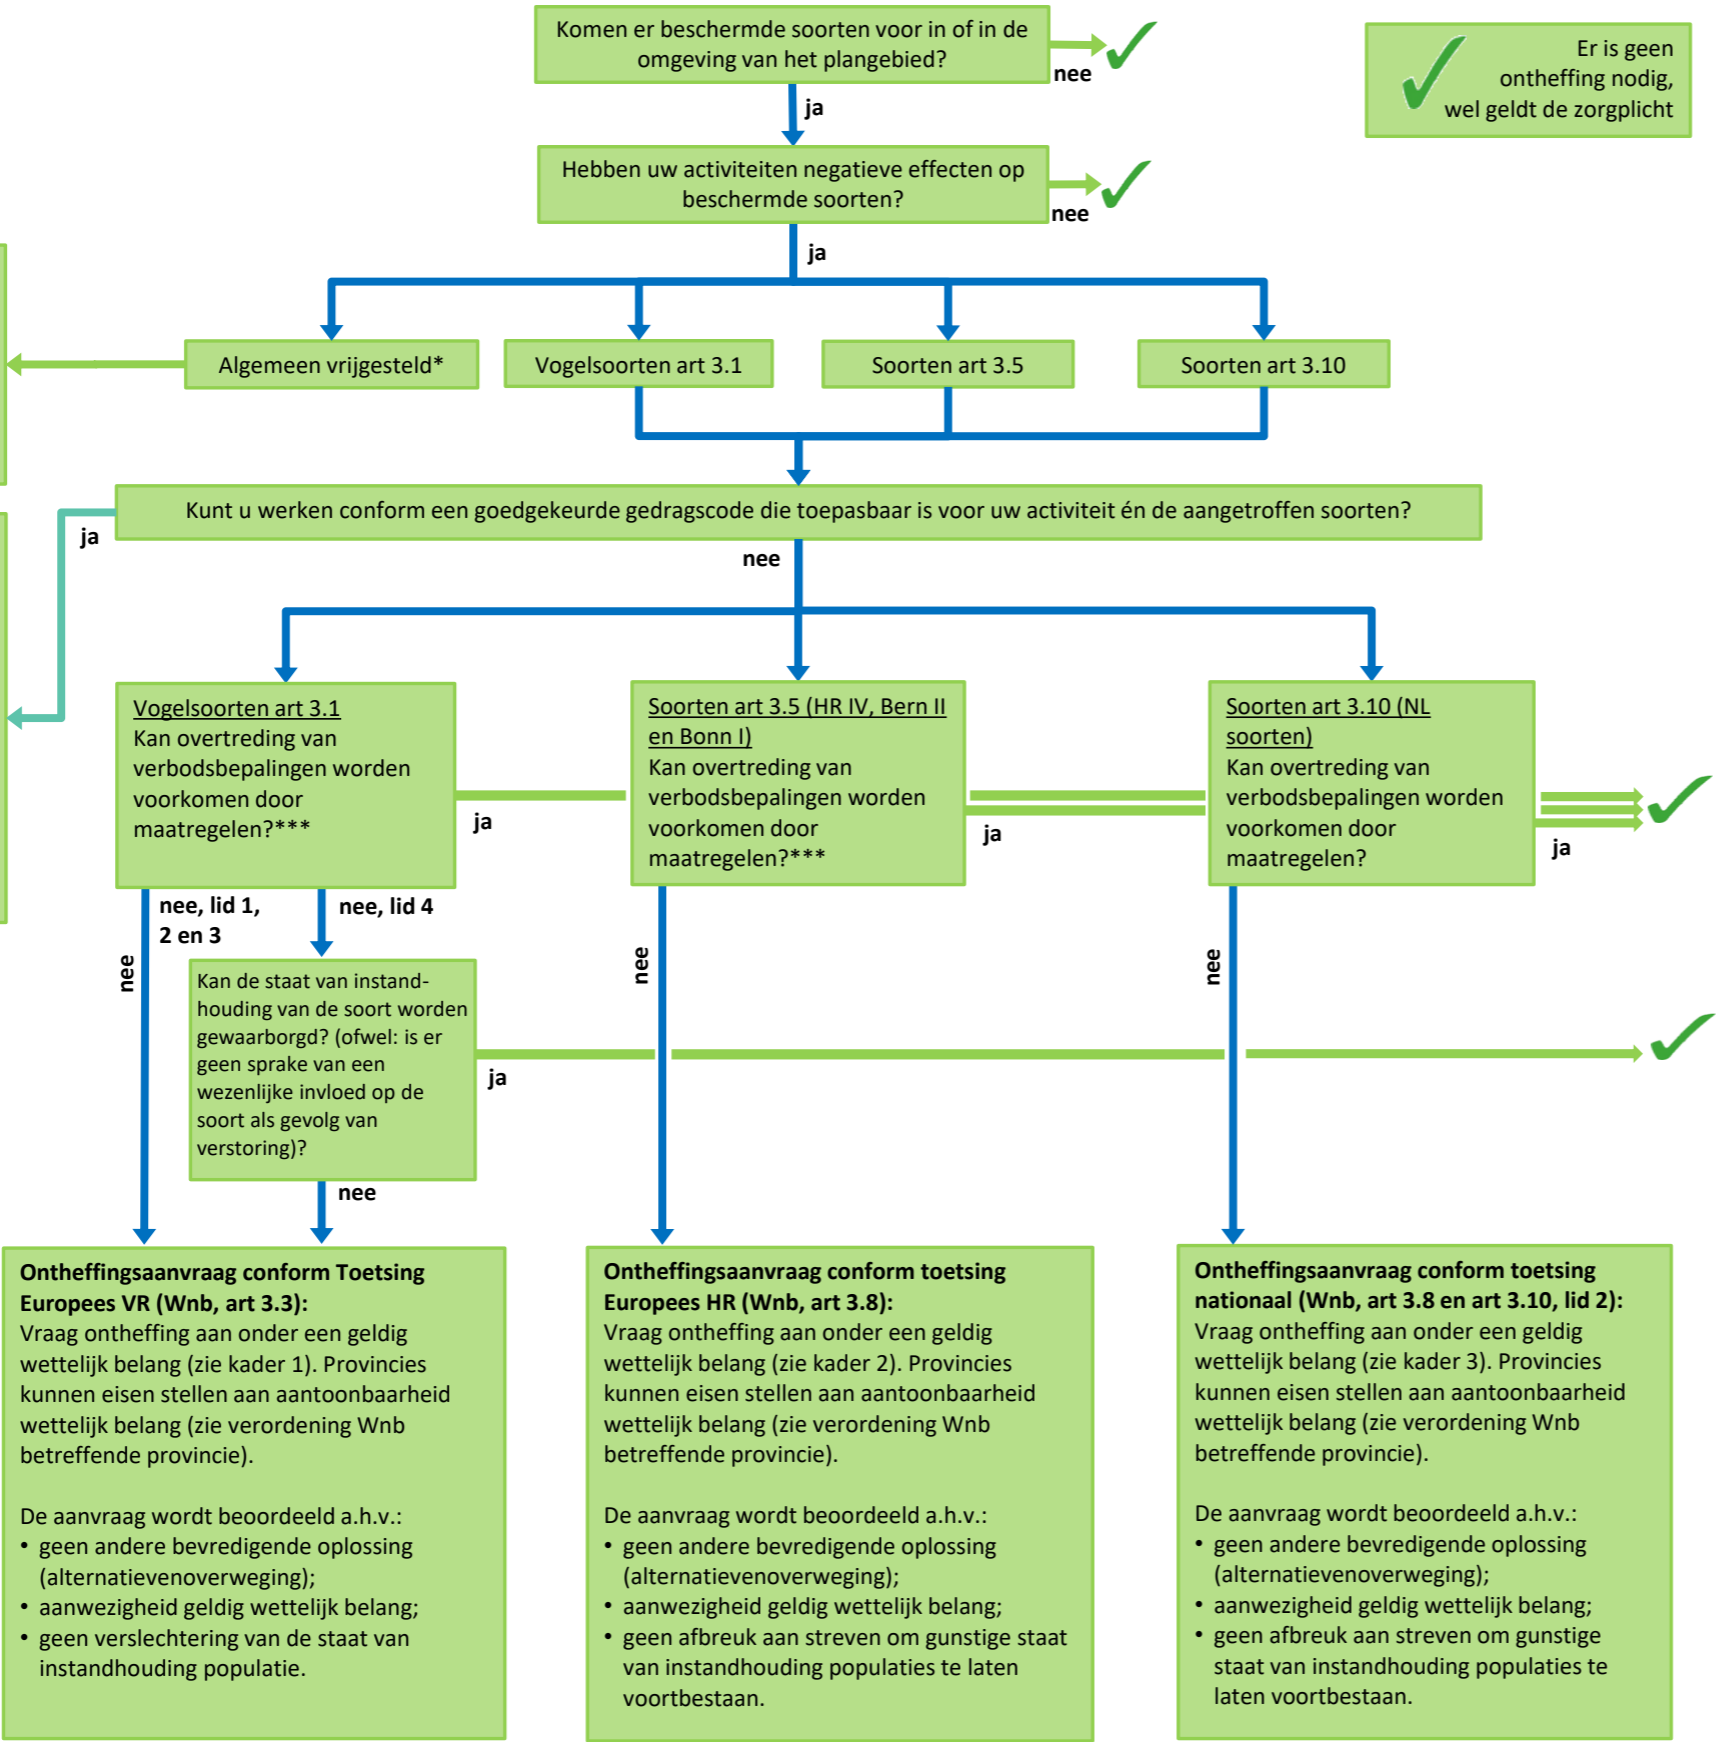 Komen er beschermde soorten voor in of in de
omgeving van het plangebied?
nee
Er is geen
ontheffing nodig,
wel geldt de zorgplicht
ja
Hebben uw activiteiten negatieve effecten op
beschermde soorten?
nee
ja
Algemeen vrijgesteld*
Vogelsoorten art 3.1
Soorten art 3.5
Soorten art 3.10
Kunt u werken conform een goedgekeurde gedragscode die toepasbaar is voor uw activiteit én de aangetroffen soorten?
ja
nee
Vogelsoorten art 3.1
Kan overtreding van
verbodsbepalingen worden
voorkomen door
maatregelen?***
ja
Soorten art 3.5 (HR IV, Bern II
en Bonn I)
Kan overtreding van
verbodsbepalingen worden
voorkomen door
maatregelen?***
ja
Soorten art 3.10 (NL
soorten)
Kan overtreding van
verbodsbepalingen worden
voorkomen door
maatregelen?
ja
nee, lid 1,
2 en 3
nee, lid 4
nee
nee
nee
Kan de staat van instand-
houding van de soort worden
gewaarborgd? (ofwel: is er
geen sprake van een
wezenlijke invloed op de
soort als gevolg van
verstoring)?
ja
nee
Ontheffingsaanvraag conform Toetsing
Europees VR (Wnb, art 3.3):
Vraag ontheffing aan onder een geldig
wettelijk belang (zie kader 1). Provincies
kunnen eisen stellen aan aantoonbaarheid
wettelijk belang (zie verordening Wnb
betreffende provincie).
De aanvraag wordt beoordeeld a.h.v.:
• geen andere bevredigende oplossing
(alternatievenoverweging);
• aanwezigheid geldig wettelijk belang;
• geen verslechtering van de staat van
instandhouding populatie.
Ontheffingsaanvraag conform toetsing
Europees HR (Wnb, art 3.8):
Vraag ontheffing aan onder een geldig
wettelijk belang (zie kader 2). Provincies
kunnen eisen stellen aan aantoonbaarheid
wettelijk belang (zie verordening Wnb
betreffende provincie).
De aanvraag wordt beoordeeld a.h.v.:
• geen andere bevredigende oplossing
(alternatievenoverweging);
• aanwezigheid geldig wettelijk belang;
• geen afbreuk aan streven om gunstige staat
van instandhouding populaties te laten
voortbestaan.
Ontheffingsaanvraag conform toetsing
nationaal (Wnb, art 3.8 en art 3.10, lid 2):
Vraag ontheffing aan onder een geldig
wettelijk belang (zie kader 3). Provincies
kunnen eisen stellen aan aantoonbaarheid
wettelijk belang (zie verordening Wnb
betreffende provincie).
De aanvraag wordt beoordeeld a.h.v.:
• geen andere bevredigende oplossing
(alternatievenoverweging);
• aanwezigheid geldig wettelijk belang;
• geen afbreuk aan streven om gunstige
staat van instandhouding populaties te
laten voortbestaan.